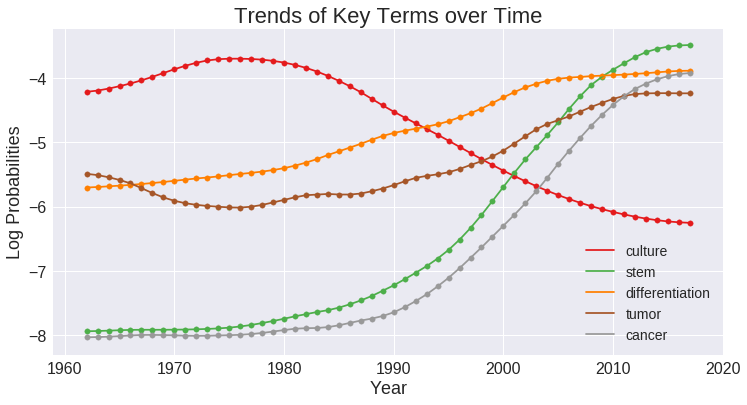 Trends of Key Terms over Time
Log Probabilities
−4
−5
−6
−7
−8
culture
stem
differentiation
tumor
cancer
1960 1970 1980 1990 2000 2010 2020
Year